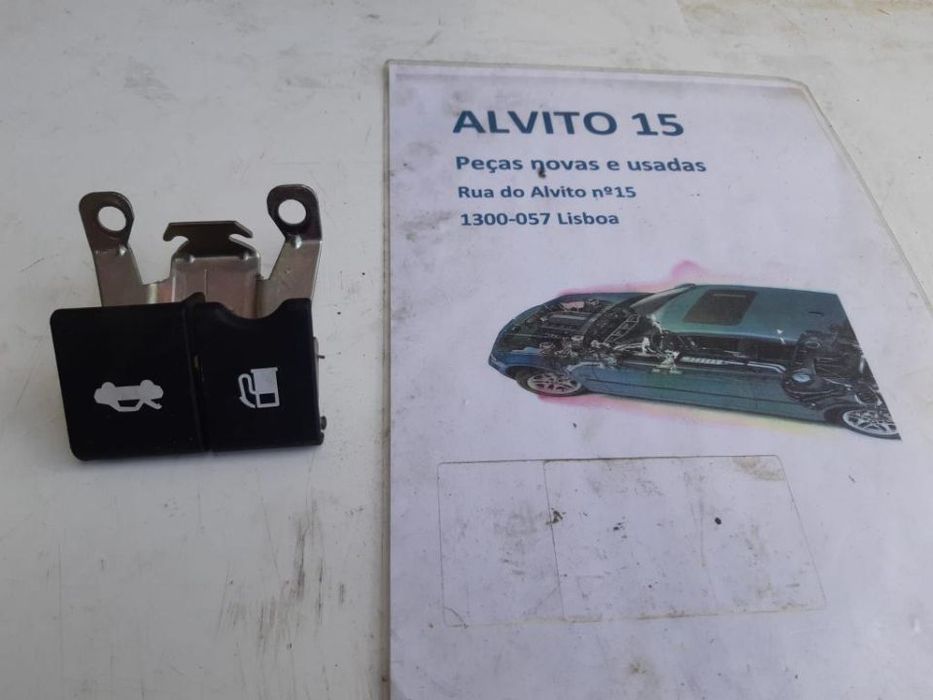 ALVITO 15
Peças novas e usadas
Rua do Alvito nº15
1300-057 Lisboa